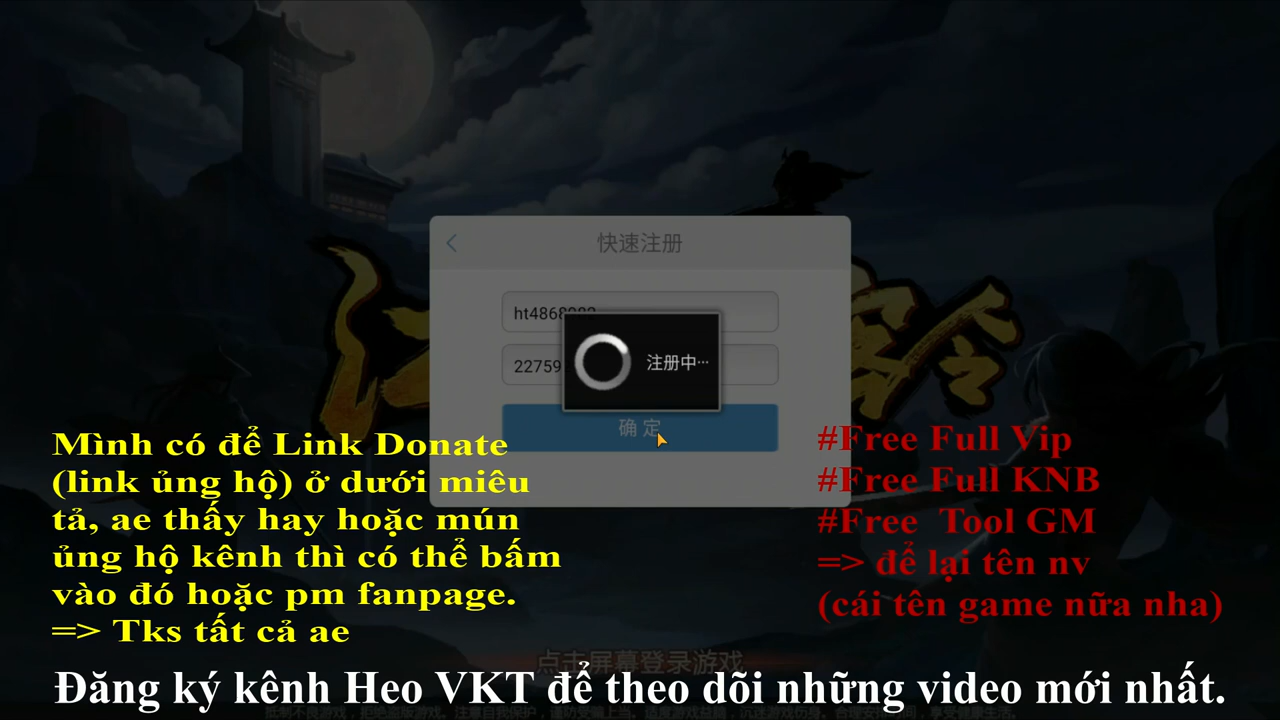 快速注册
ht4868
22759
注册中…
确定
Mình có để Link Donate
(link ủng hộ) ở dưới miêu
tả, ae thấy hay hoặc mún
ủng hộ kênh thì có thể bấm
vào đó hoặc pm fanpage.
=> Tks tất cả ae
#Free Full Vip
#Free Full KNB
#Free Tool GM
=> để lại tên nv
(cái tên game nữa nha)
点击屏幕登录游戏
Đăng ký kênh Heo VKT để theo dõi những video mới nhất.